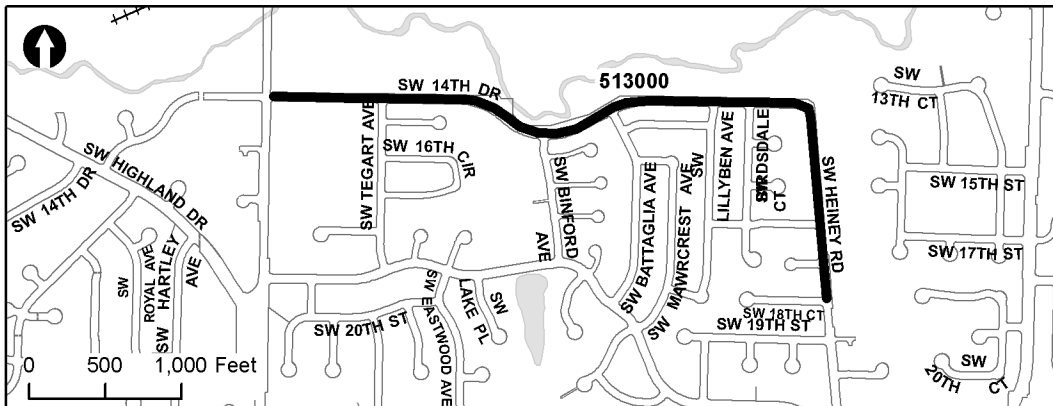 513000
SW 14TH DR
SW
13TH CT
SW TEGART AVE
SW 16TH CIR
SW HIGHLAND DR
SW 14TH DR
SW BINFORD AVE
SW BATTAGLIA AVE
SW MAWRCREST AVE
SW LILLYBEN AVE
CT
SW HEINEY RD
SW 15TH ST
SW 17TH ST
SW ROYAL AVE
SW HARTLEY AVE
SW 20TH ST
SW EASTWOOD AVE
SW LAKE PL
SW 18TH CT
SW 19TH ST
SW 20TH CT
0 500 1,000 Feet